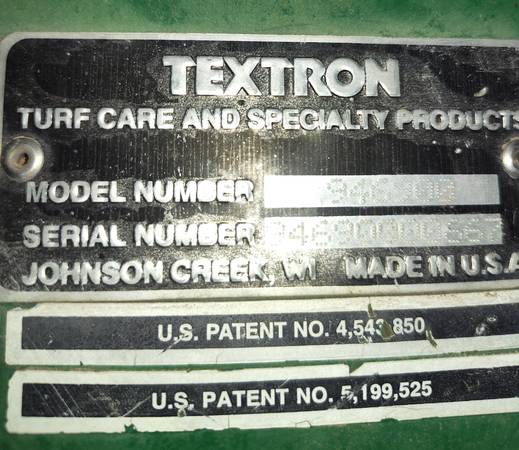 TEXTRON
TURF CARE AND SPECIALTY PRODUCTS
MODEL NUMBER
SERIAL NUMBER
JOHNSON CREEK, WI MADE IN U.S.A
U.S. PATENT NO. 4,543,850
U.S. PATENT NO. 5,199,525